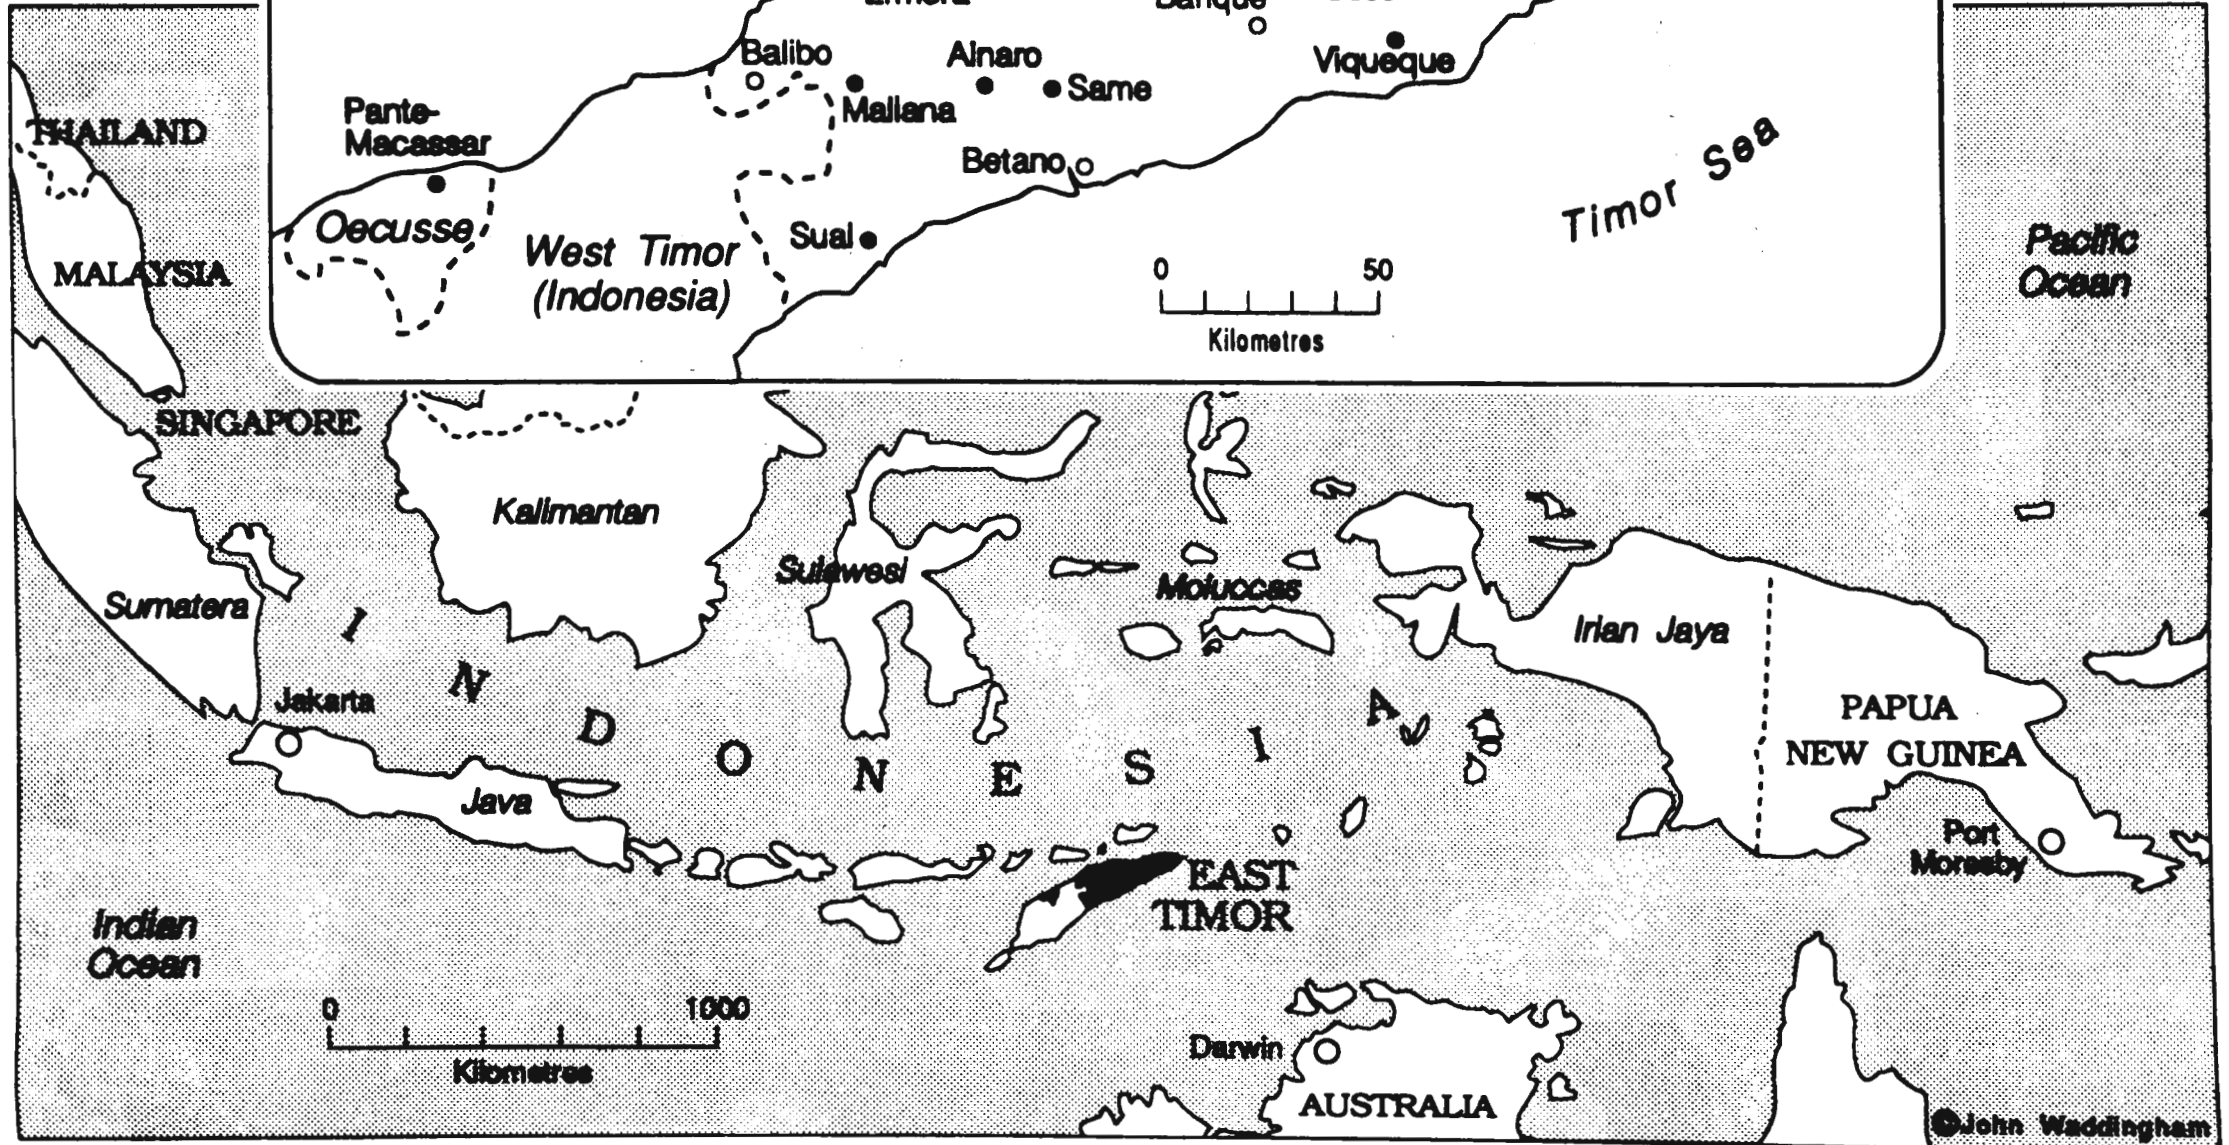 Balibo
Ainaro
Viqueque
Maliana
Same
Pante-
Macassar
THAILAND
Betano
Timor Sea
Oecusse
West Timor
(Indonesia)
Suai
0 50
Kilometres
Pacific
Ocean
MALAYSIA
SINGAPORE
Kalimantan
Sulawesi
Moluccas
Sumatera
Irian Jaya
INDONESIA
Jakarta
Java
PAPUA
NEW GUINEA
Port
Moresby
EAST
TIMOR
Indian
Ocean
0 1000
Kilometres
Darwin
AUSTRALIA
©John Waddingham